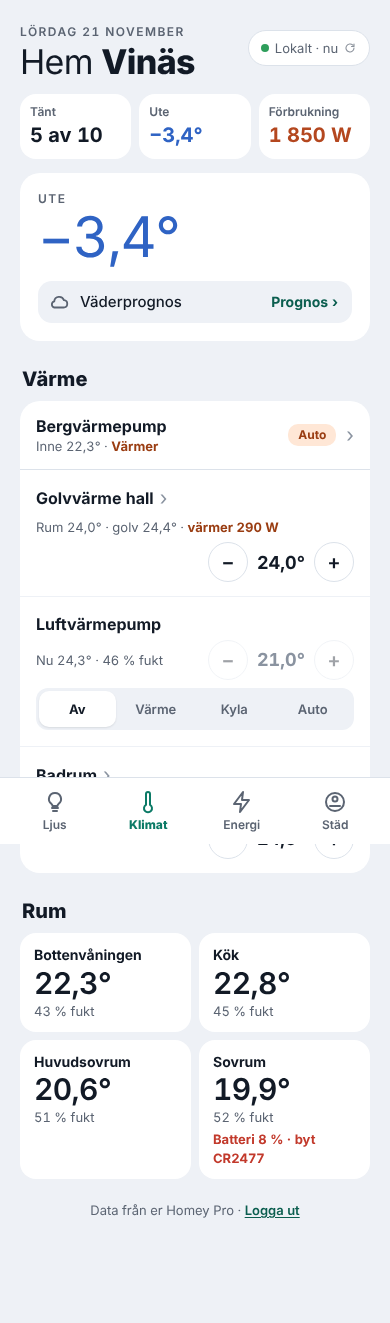 LÖRDAG 21 NOVEMBER
Hem Vinäs
Lokalt · nu
Tänt
5 av 10
Ute
−3,4°
Förbrukning
1 850 W
UTE
−3,4°
Väderprognos
Prognos ›
Värme
Bergvärmepump
Inne 22,3° · Värmer
Auto
Golvvärme hall
Rum 24,0° · golv 24,4° · värmer 290 W
− 24,0° +
Luftvärmepump
Nu 24,3° · 46 % fukt
− 21,0° +
Av Värme Kyla Auto
Badrum
Ljus Klimat Energi Städ
Rum
Bottenvåningen
22,3°
43 % fukt
Kök
22,8°
45 % fukt
Huvudsovrum
20,6°
51 % fukt
Sovrum
19,9°
52 % fukt
Batteri 8 % · byt
CR2477
Data från er Homey Pro · Logga ut